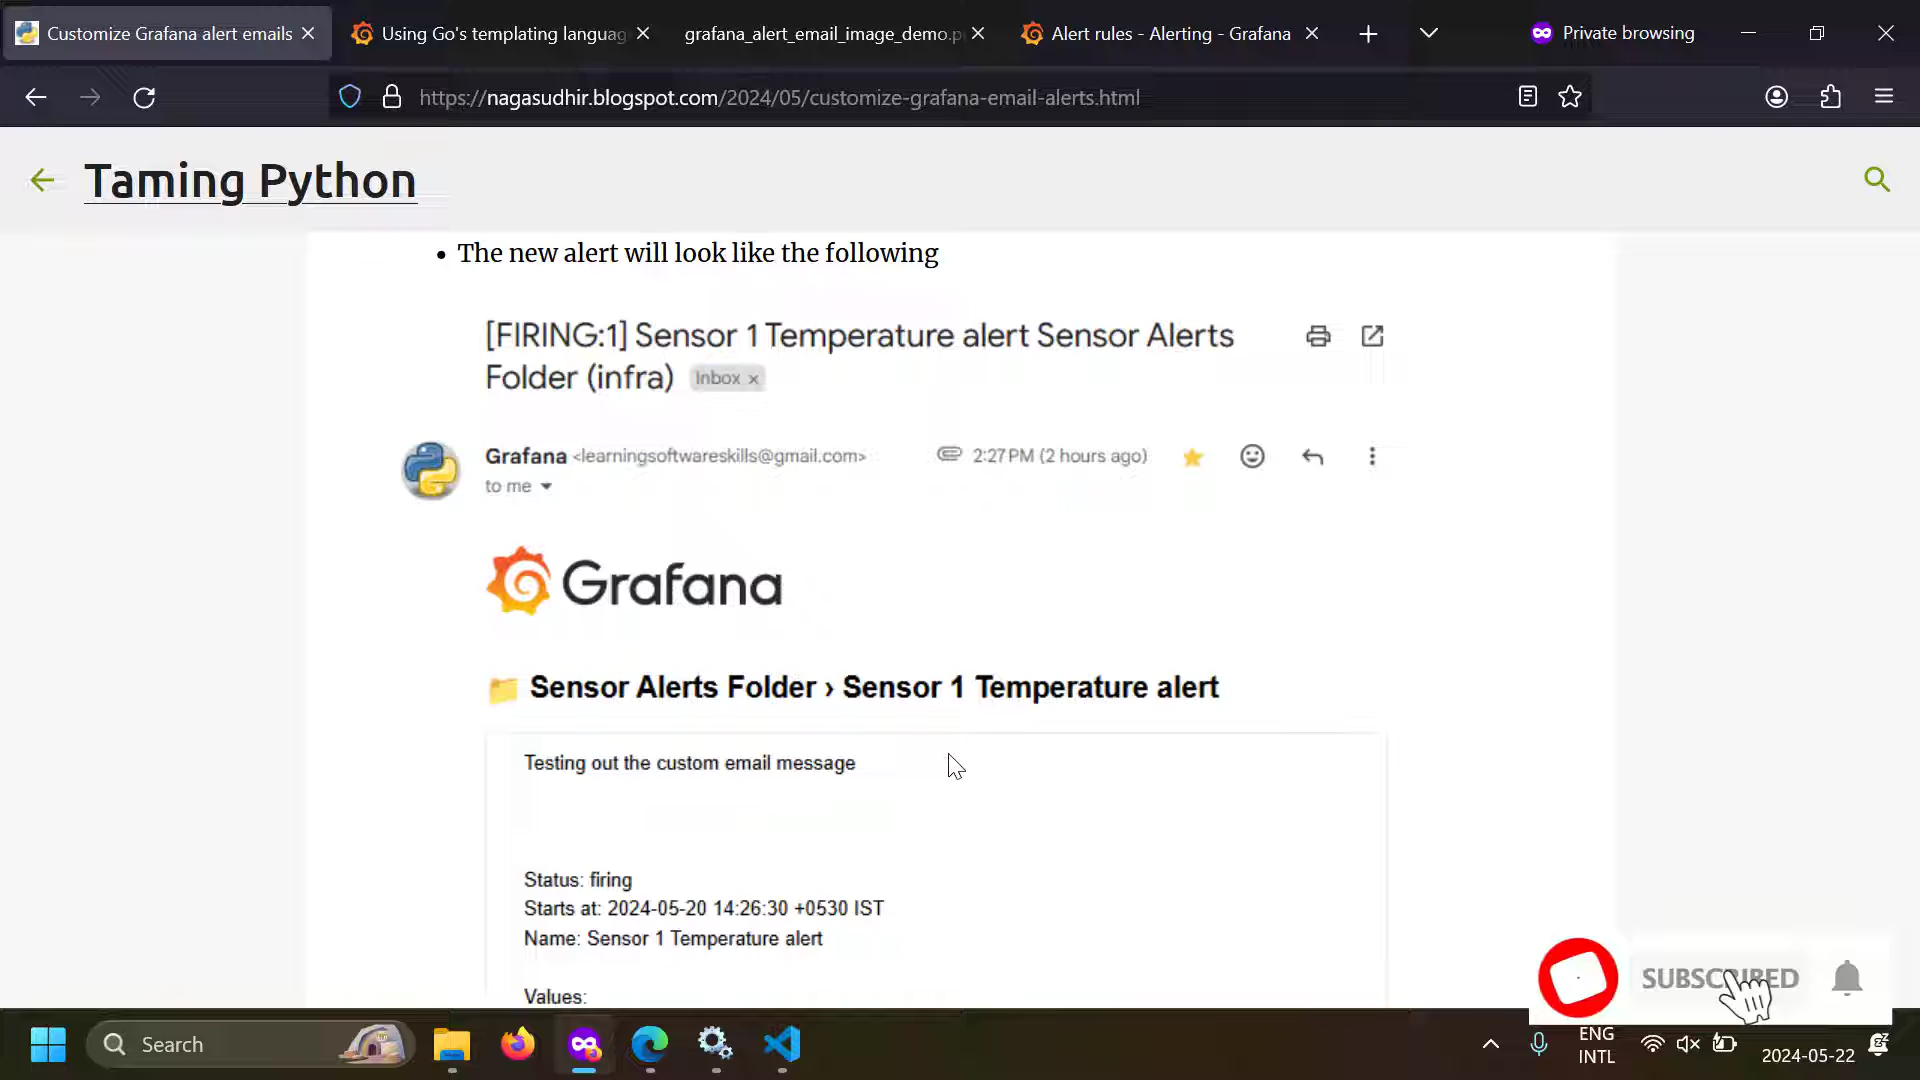 Customize Grafana alert emails
Using Go's templating languag
grafana_alert_email_image_demo.p
Alert rules - Alerting - Grafana
Private browsing
https://nagasudhir.blogspot.com/2024/05/customize-grafana-email-alerts.html
Taming Python
• The new alert will look like the following
[FIRING:1] Sensor 1 Temperature alert Sensor Alerts
Folder (infra) Inbox x
Grafana <learningsoftwareskills@gmail.com> 2:27 PM (2 hours ago)
to me
Grafana
Sensor Alerts Folder › Sensor 1 Temperature alert
Testing out the custom email message
Status: firing
Starts at: 2024-05-20 14:26:30 +0530 IST
Name: Sensor 1 Temperature alert
Values:
SUBSCRIBED
Search
ENG
INTL
2024-05-22